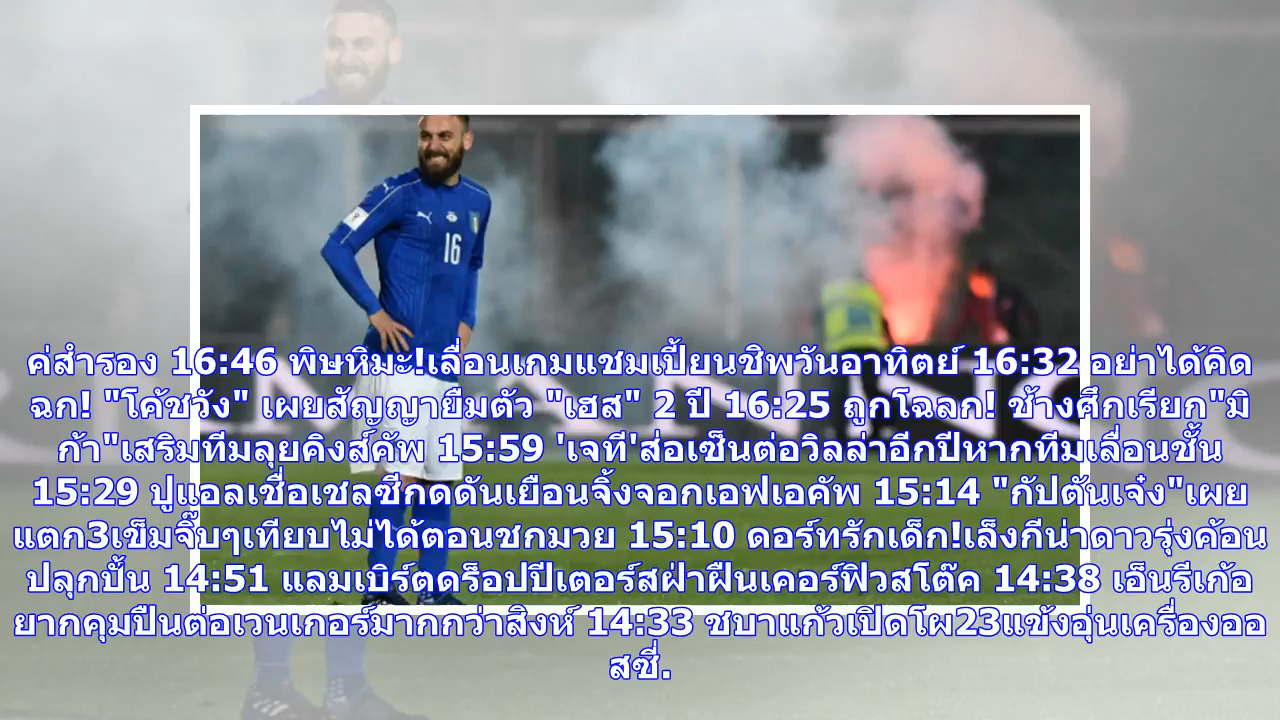 16
ค่สำรอง 16:46 พิษหิมะ!เลื่อนเกมแชมเปี้ยนชิพวันอาทิตย์ 16:32 อย่าได้คิด
ฉก! "โค้ชวัง" เผยสัญญายืมตัว "เฮส" 2 ปี 16:25 ถูกโฉลก! ช้างศึกเรียก"มิ
ก้า"เสริมทีมลุยคิงส์คัพ 15:59 'เจที'ส่อเซ็นต่อวิลล่าอีกปีหากทีมเลื่อนชั้น
15:29 ปูแอลเชื่อเชลซีกดดันเยือนจิ้งจอกเอฟเอคัพ 15:14 "กัปตันเจ๋ง"เผย
แตก3เข็มจิ๊บๆเทียบไม่ได้ตอนชกมวย 15:10 ดอร์ทรักเด็ก!เล็งกีน่าดาวรุ่งค้อน
ปลุกปั้น 14:51 แลมเบิร์ตดร็อปปีเตอร์สฝ่าฝืนเคอร์ฟิวสโต๊ค 14:38 เอ็นรีเก้อ
ยากคุมปืนต่อเวนเกอร์มากกว่าสิงห์ 14:33 ชบาแก้วเปิดโผ23แข้งอุ่นเครื่องออ
สซี่.